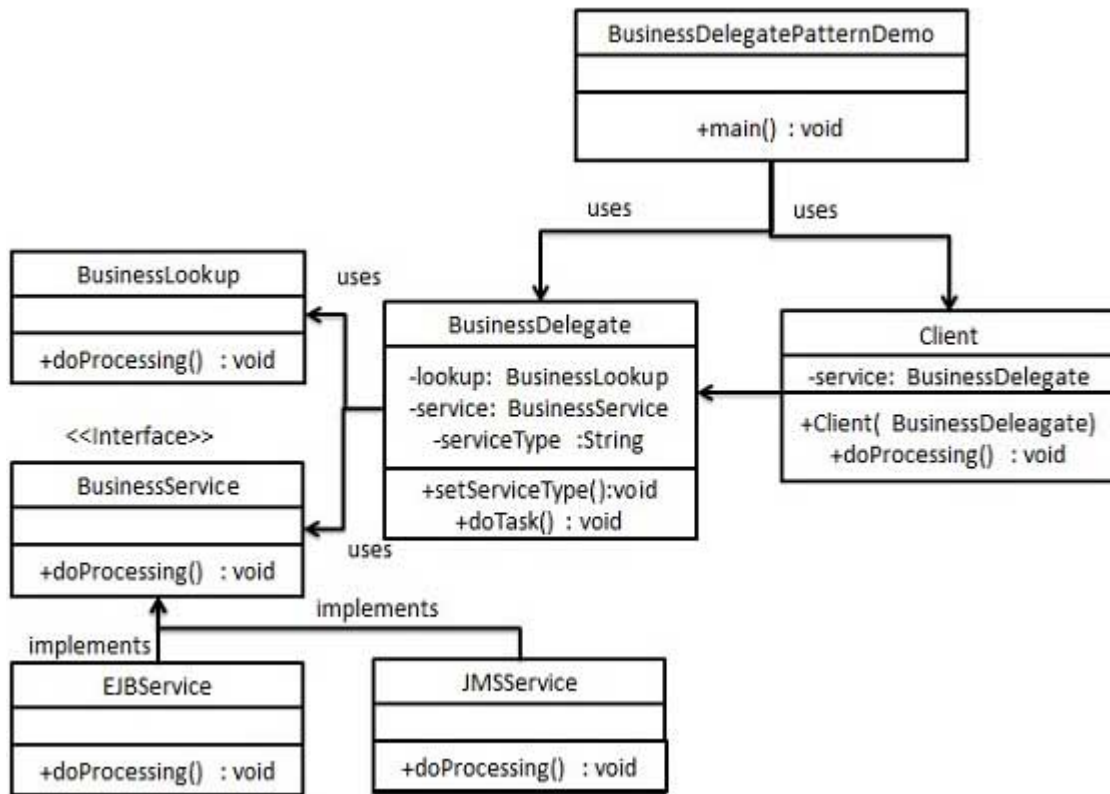 BusinessDelegatePatternDemo
+main() : void
uses
uses
BusinessLookup
+doProcessing() : void
uses
BusinessDelegate
-lookup: BusinessLookup
-service: BusinessService
-serviceType :String
+setServiceType():void
+doTask() : void
Client
-service: BusinessDelegate
+Client( BusinessDeleagate)
+doProcessing() : void
<<Interface>>
BusinessService
+doProcessing() : void
uses
implements
implements
EJBService
+doProcessing() : void
JMSService
+doProcessing() : void